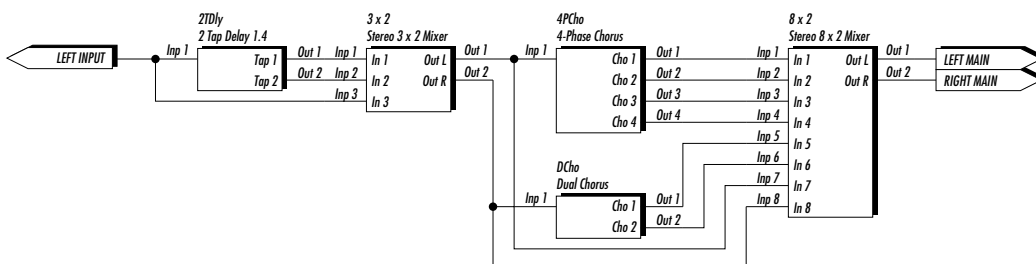 2TDly
2 Tap Delay 1.4
3 x 2
Stereo 3 x 2 Mixer
4PCho
4-Phase Chorus
8 x 2
Stereo 8 x 2 Mixer
LEFT INPUT
Inp 1
Tap 1
Tap 2
Out 1
Out 2
Inp 1
Inp 2
Inp 3
In 1
In 2
In 3
Out L
Out R
Out 1
Out 2
Inp 1
Cho 1
Cho 2
Cho 3
Cho 4
Out 1
Out 2
Out 3
Out 4
DCho
Dual Chorus
Inp 1
Cho 1
Cho 2
Out 1
Out 2
Inp 1
Inp 2
Inp 3
Inp 4
Inp 5
Inp 6
Inp 7
Inp 8
In 1
In 2
In 3
In 4
In 5
In 6
In 7
In 8
Out L
Out R
Out 1
Out 2
LEFT MAIN
RIGHT MAIN